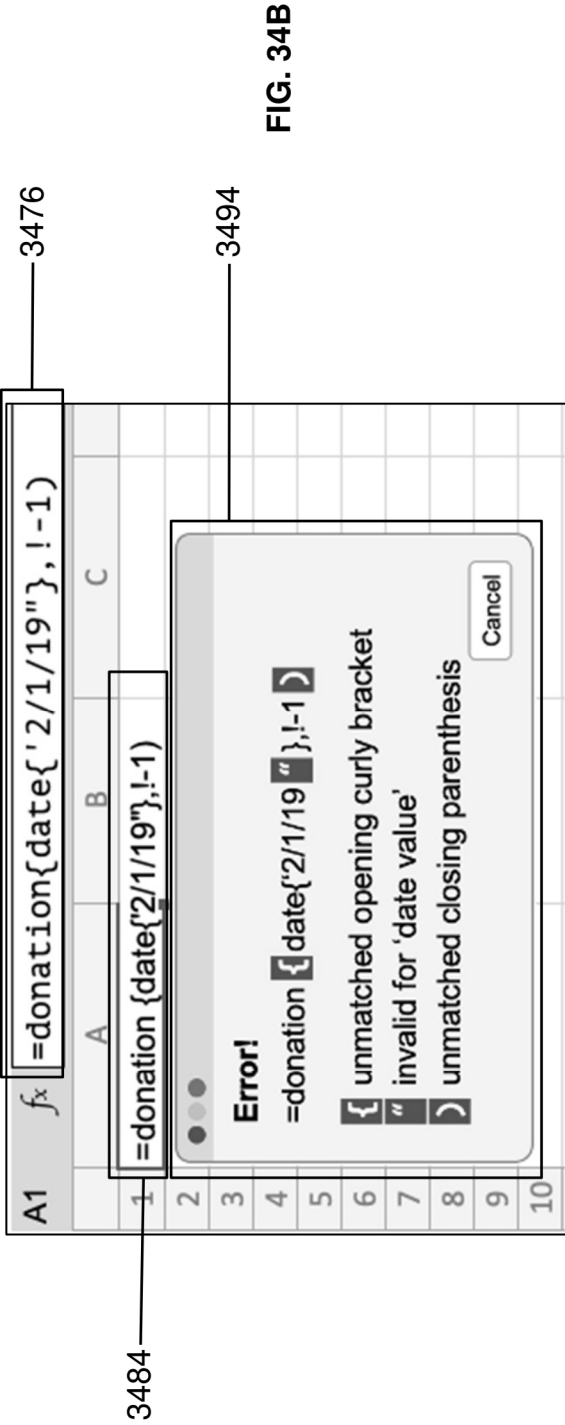 3476
A1 fx =donation{date{'2/1/19"},!-1)
A B C
3484
1 =donation {date{'2/1/19"},!-1)
2
3
4
5
6
7
8
9
10
3494
Error!
=donation { date{'2/1/19 “ },!-1 )
{ unmatched opening curly bracket
“ invalid for ‘date value’
) unmatched closing parenthesis
Cancel
FIG. 34B